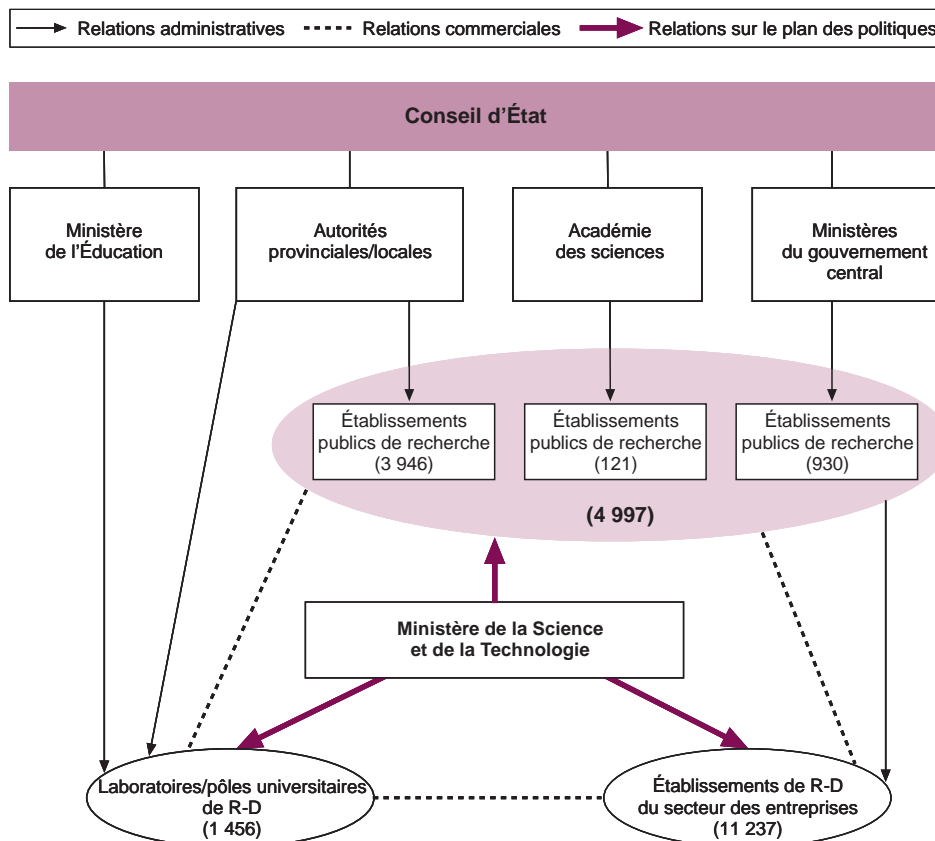 Relations administratives Relations commerciales Relations sur le plan des politiques
Conseil d'État
Ministère
de l'Éducation
Autorités
provinciales/locales
Académie
des sciences
Ministères
du gouvernement
central
Établissements
publics de recherche
(3 946)
Établissements
publics de recherche
(121)
Établissements
publics de recherche
(930)
(4 997)
Ministère de la Science
et de la Technologie
Laboratoires/pôles universitaires
de R-D
(1 456)
Établissements de R-D
du secteur des entreprises
(11 237)